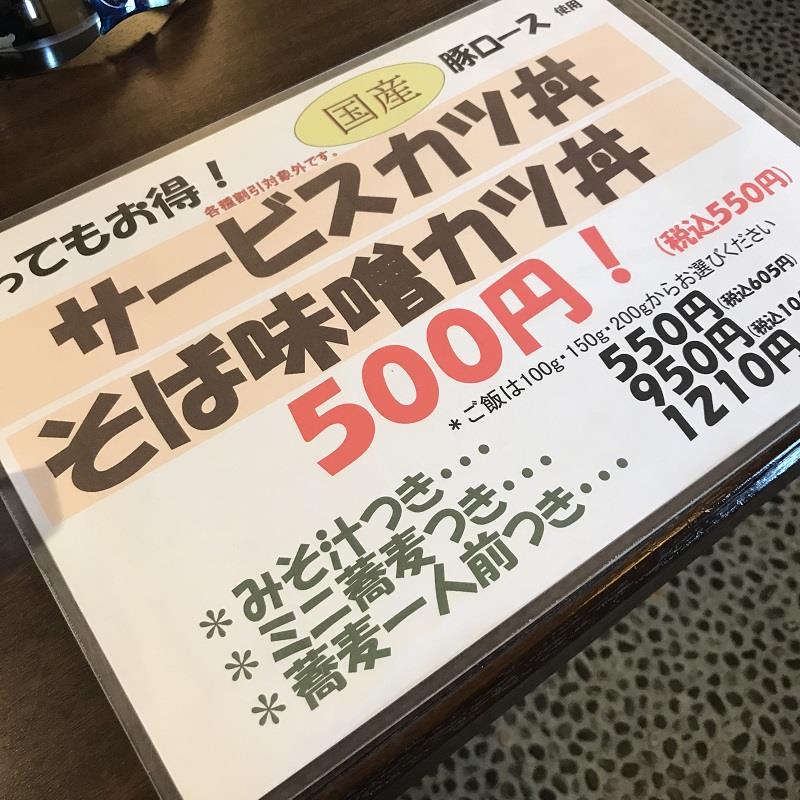 ってもお得！
国産
豚ロース 使用
各種割引対象外です。
サービスカツ丼
そば味噌カツ丼
500円！ (税込550円)
＊ご飯は100g・150g・200gからお選びください
＊みそ汁つき・・・ 550円(税込605円)
＊ミニ蕎麦つき・・・ 950円(税込10
＊蕎麦一人前つき・・・ 1210円